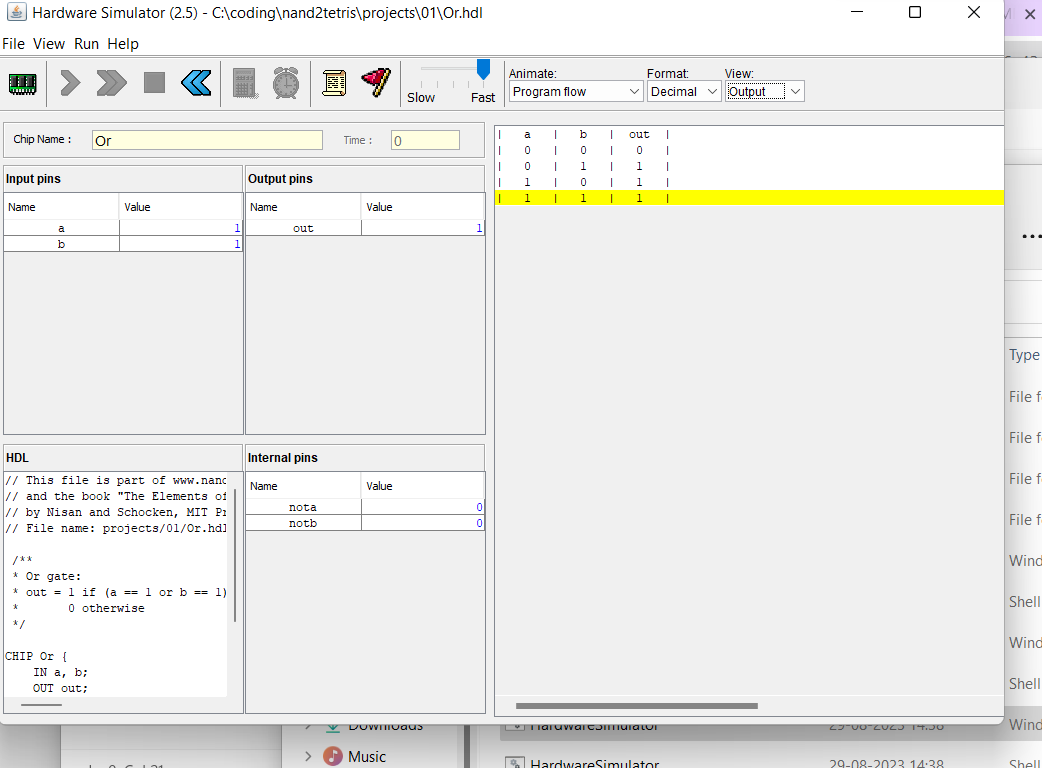 Hardware Simulator (2.5) - C:\coding\nand2tetris\projects\01\Or.hdl
File View Run Help
Slow Fast
Animate:
Program flow
Format:
Decimal
View:
Output
Chip Name : Or Time : 0
Input pins
Name Value
a 1
b 1
Output pins
Name Value
out 1
HDL
// This file is part of www.nand
// and the book "The Elements of
// by Nisan and Schocken, MIT Pr
// File name: projects/01/Or.hdl
/**
* Or gate:
* out = 1 if (a == 1 or b == 1)
* 0 otherwise
*/
CHIP Or {
IN a, b;
OUT out;
Internal pins
Name Value
nota 0
notb 0
| a | b | out |
| 0 | 0 | 0 |
| 0 | 1 | 1 |
| 1 | 0 | 1 |
| 1 | 1 | 1 |
...
Type
File f
File f
File f
File f
Wind
Shell
Wind
Shell
Downloads HardwareSimulator 29-08-2023 14:38 Wind
Music HardwareSimulator 29-08-2023 14:38 Shell